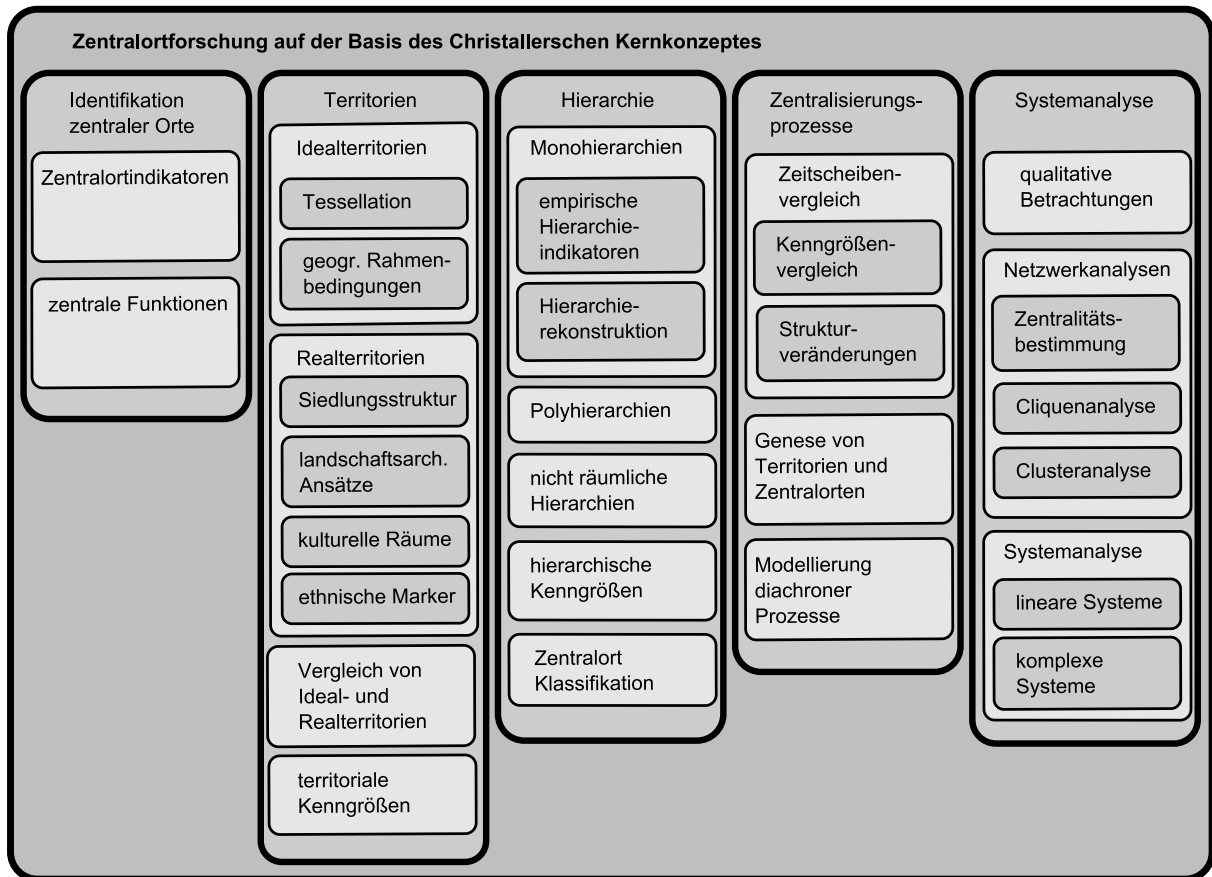 Zentralortforschung auf der Basis des Christallerschen Kernkonzeptes
Identifikation
zentraler Orte
Zentralortindikatoren
zentrale Funktionen
Territorien
Idealterritorien
Tessellation
geogr. Rahmen-
bedingungen
Realterritorien
Siedlungsstruktur
landschaftsarch.
Ansätze
kulturelle Räume
ethnische Marker
Vergleich von
Ideal- und
Realterritorien
territoriale
Kenngrößen
Hierarchie
Monohierarchien
empirische
Hierarchie-
indikatoren
Hierarchie-
rekonstruktion
Polyhierarchien
nicht räumliche
Hierarchien
hierarchische
Kenngrößen
Zentralort
Klassifikation
Zentralisierungs-
prozesse
Zeitscheiben-
vergleich
Kenngrößen-
vergleich
Struktur-
veränderungen
Genese von
Territorien und
Zentralorten
Modellierung
diachroner
Prozesse
Systemanalyse
qualitative
Betrachtungen
Netzwerkanalysen
Zentralitäts-
bestimmung
Cliquenanalyse
Clusteranalyse
Systemanalyse
lineare Systeme
komplexe
Systeme